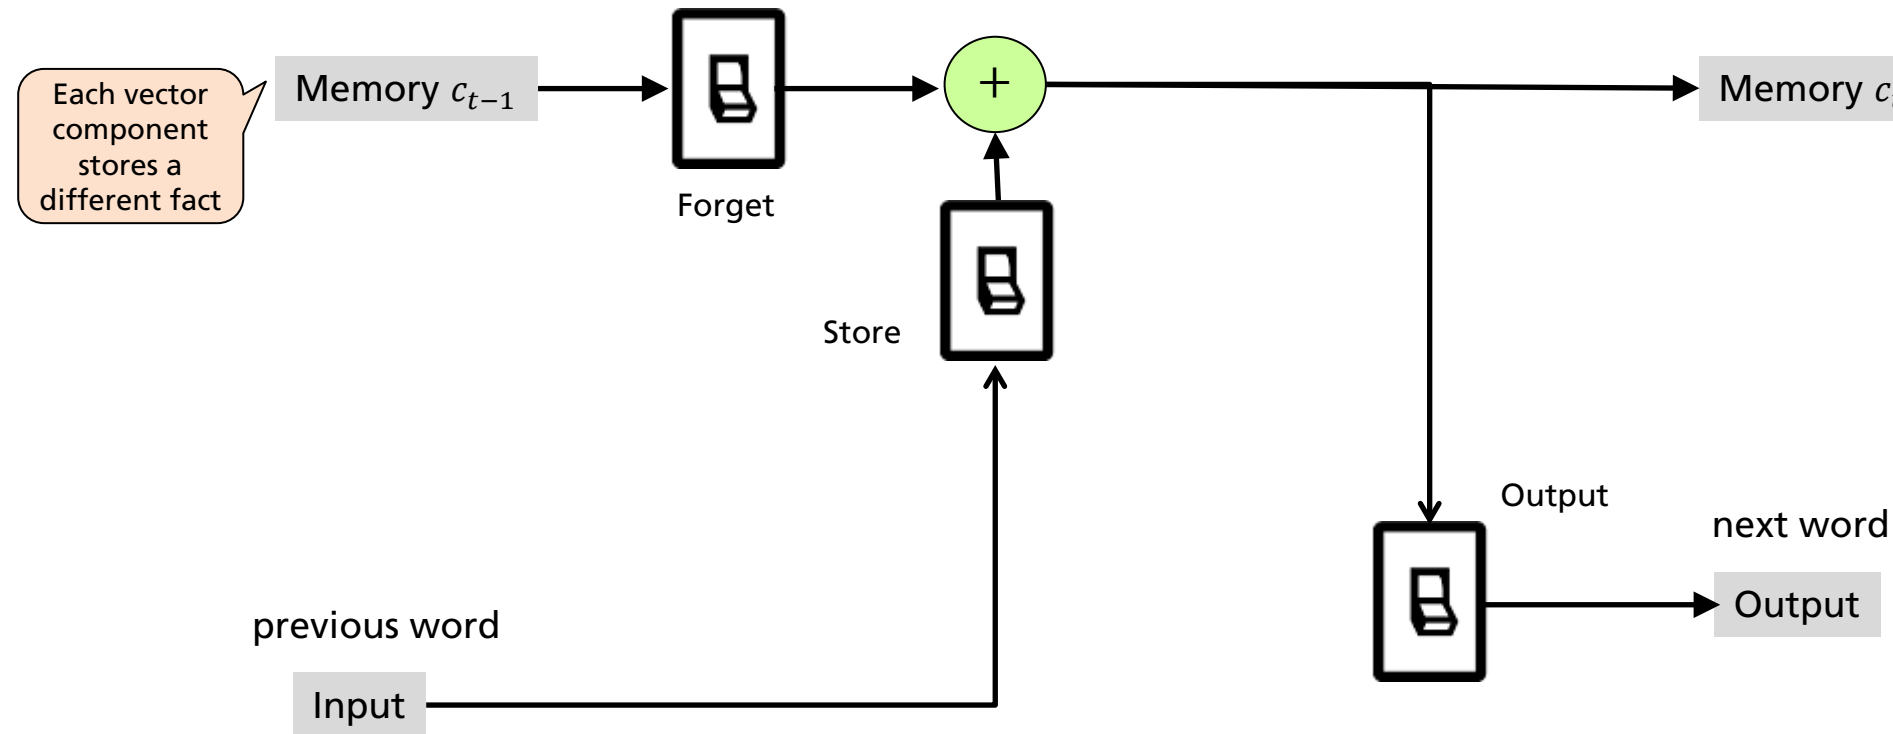 Each vector
component
stores a
different fact
Memory c_{t-1}
+
Memory c
Forget
Store
Output
next word
Output
previous word
Input